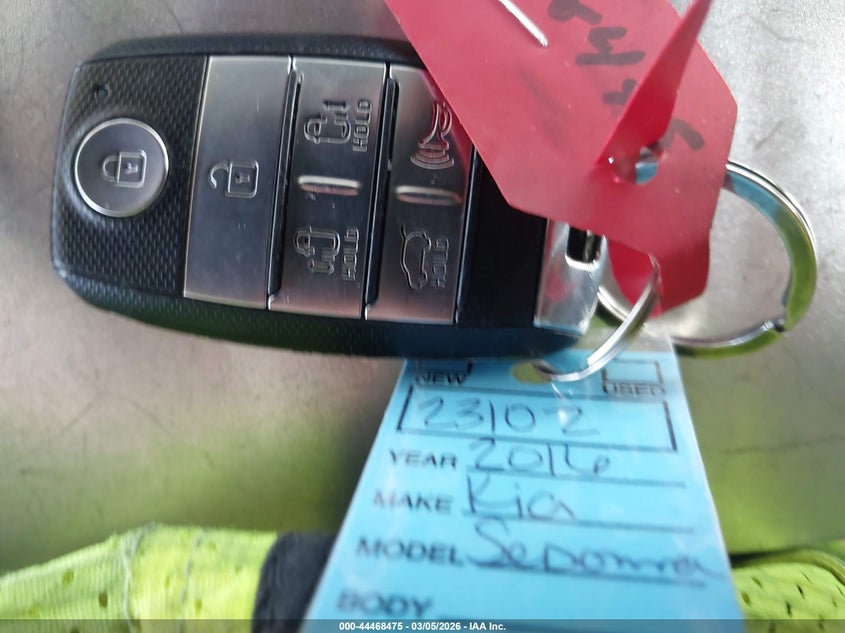 HOLD
HOLD
HOLD
NEW USED
23102
YEAR 2016
MAKE Kia
MODEL Sedonna
BODY
000-44468475 - 03/05/2026 - IAA Inc.